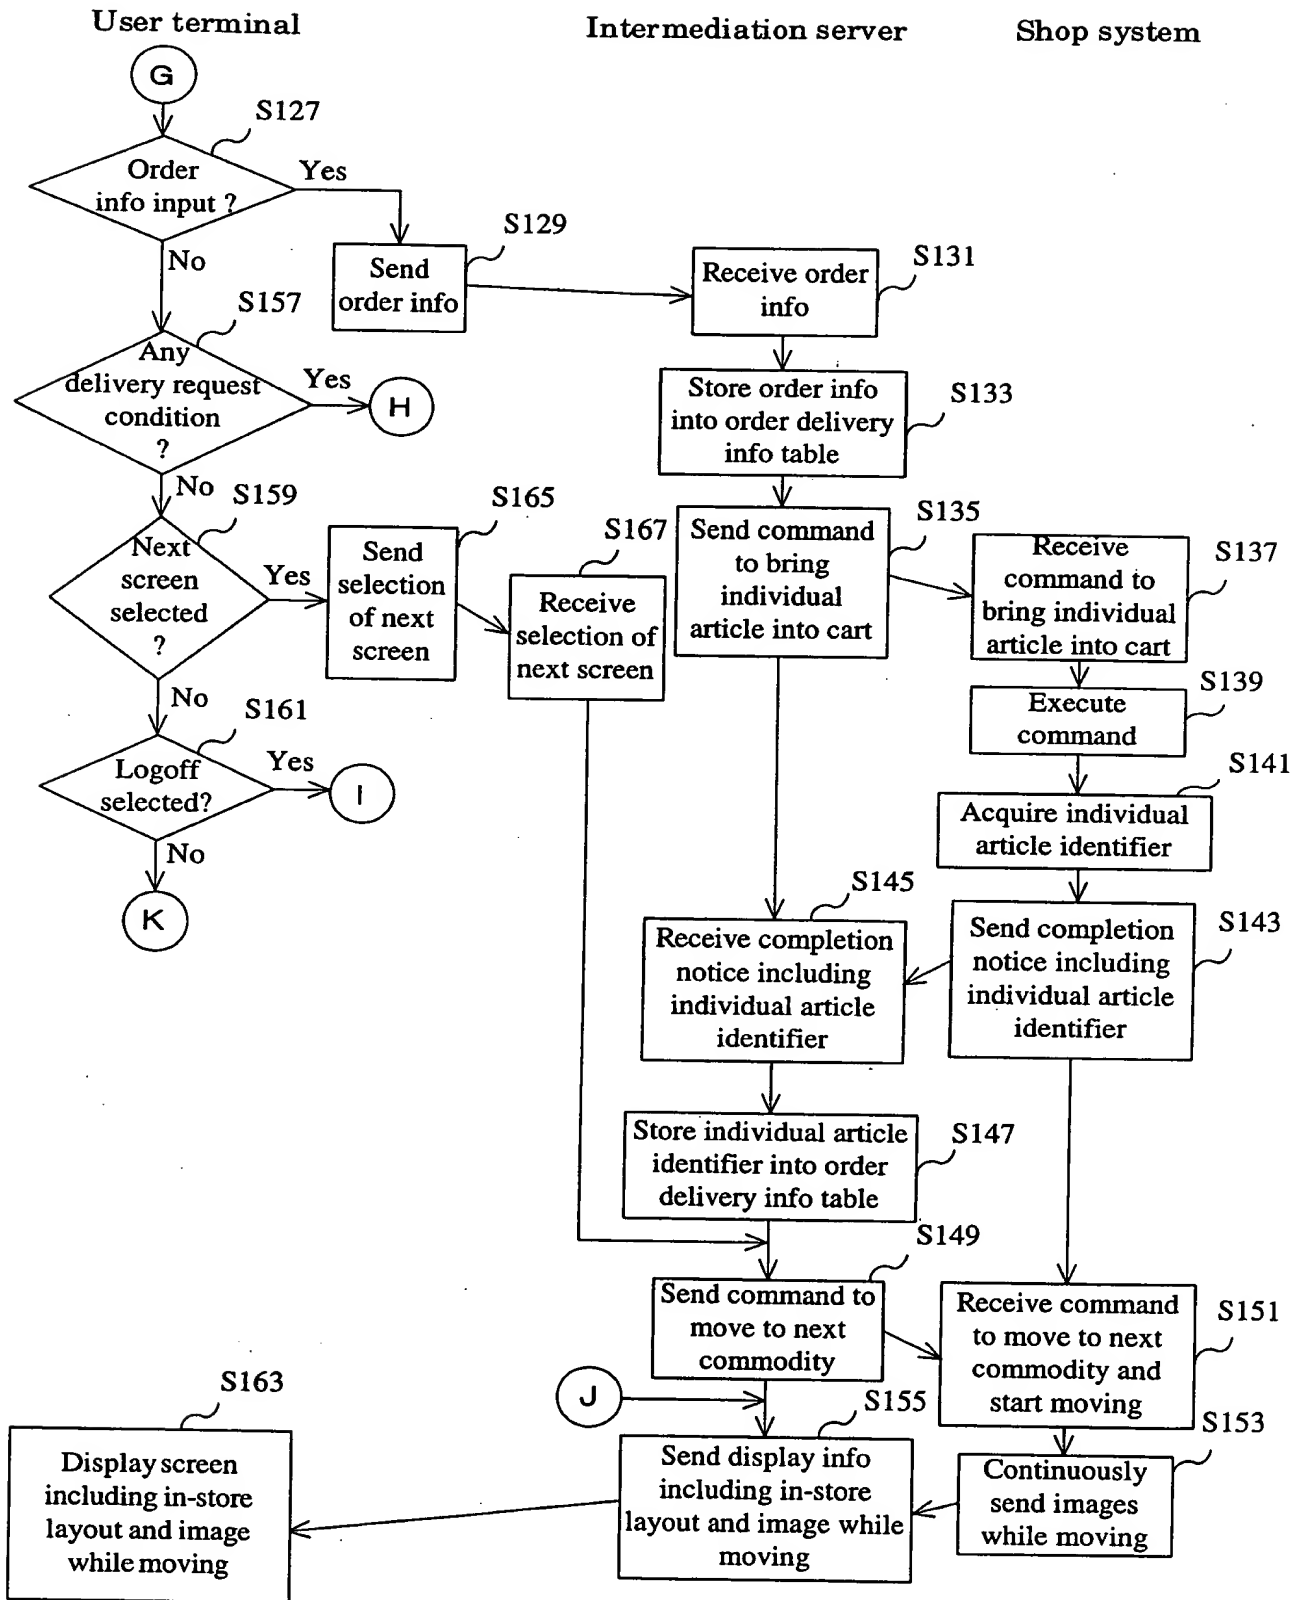 User terminal
Intermediation server
Shop system
G
S127
Order
info input ?
Yes
No
S129
Send
order info
S131
Receive order
info
S157
Any
delivery request
condition
?
Yes
H
No
S133
Store order info
into order delivery
info table
S159
Next
screen
selected
?
Yes
No
S165
Send
selection
of next
screen
S167
Receive
selection of
next screen
S135
Send command
to bring
individual
article into cart
S137
Receive
command to
bring individual
article into cart
S139
Execute
command
S161
Logoff
selected?
Yes
I
No
K
S141
Acquire individual
article identifier
S145
Receive completion
notice including
individual article
identifier
S143
Send completion
notice including
individual article
identifier
S147
Store individual article
identifier into order
delivery info table
S149
Send command to
move to next
commodity
S151
Receive command
to move to next
commodity and
start moving
J
S163
Display screen
including in-store
layout and image
while moving
S155
Send display info
including in-store
layout and image while
moving
S153
Continuously
send images
while moving